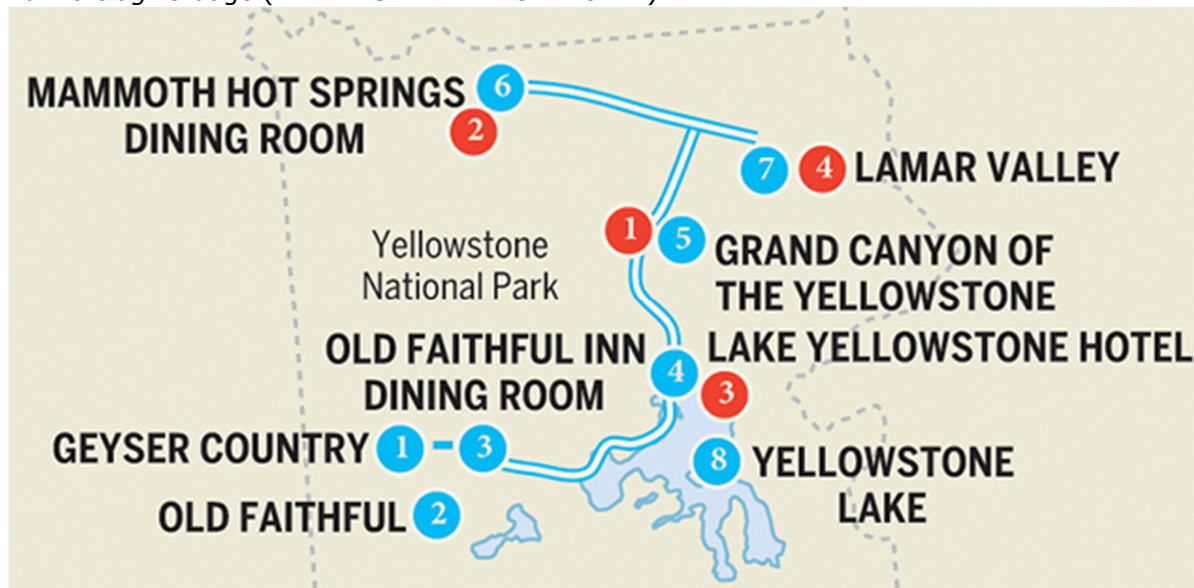 MAMMOTH HOT SPRINGS 6
DINING ROOM 2
7 4 LAMAR VALLEY
1 5 GRAND CANYON OF
THE YELLOWSTONE
Yellowstone
National Park
OLD FAITHFUL INN 4
DINING ROOM
LAKE YELLOWSTONE HOTEL
3
GEYSER COUNTRY 1 - 3
8 YELLOWSTONE
LAKE
OLD FAITHFUL 2